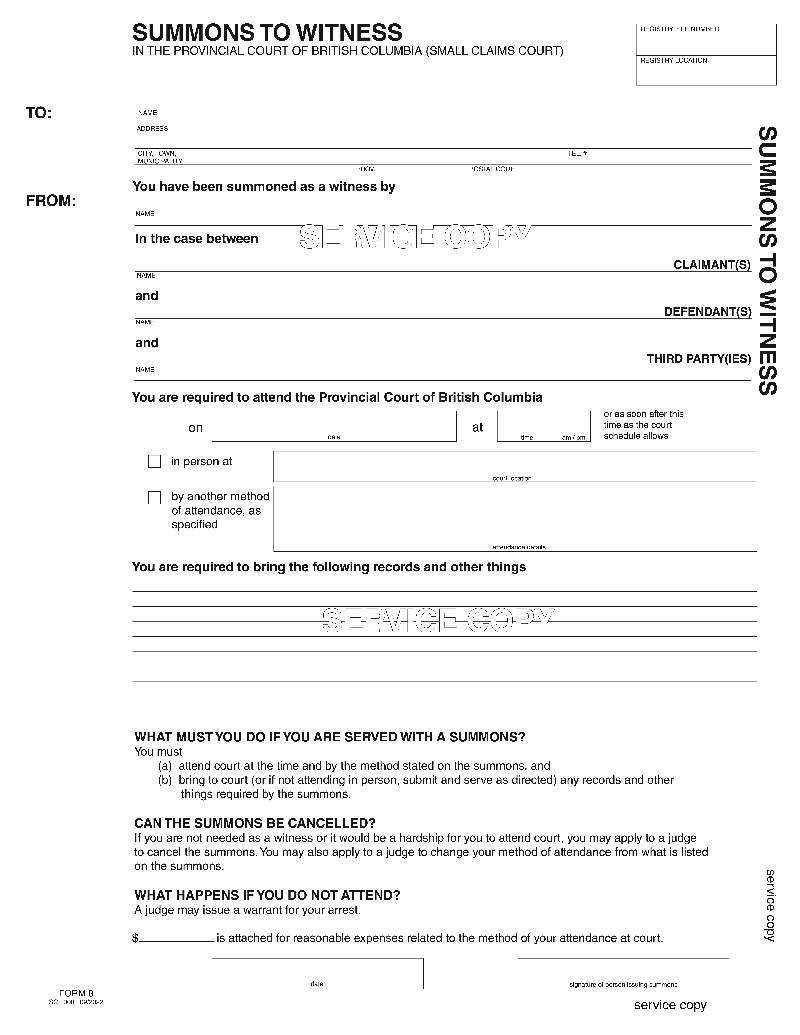 SUMMONS TO WITNESS
IN THE PROVINCIAL COURT OF BRITISH COLUMBIA (SMALL CLAIMS COURT)
REGISTRY FILE NUMBER
REGISTRY LOCATION
TO:
NAME
ADDRESS
CITY, TOWN,
MUNICIPALITY
TEL #
PROV.
POSTAL CODE
SUMMONS TO WITNESS
FROM:
You have been summoned as a witness by
NAME
In the case between
SERVICE COPY
CLAIMANT(S)
NAME
and
DEFENDANT(S)
NAME
and
THIRD PARTY(IES)
NAME
You are required to attend the Provincial Court of British Columbia
on
date
at
time am / pm
or as soon after this
time as the court
schedule allows
in person at
court location
by another method
of attendance, as
specified
attendance details
You are required to bring the following records and other things
SERVICE COPY
WHAT MUST YOU DO IF YOU ARE SERVED WITH A SUMMONS?
You must
(a) attend court at the time and by the method stated on the summons, and
(b) bring to court (or if not attending in person, submit and serve as directed) any records and other
things required by the summons.
CAN THE SUMMONS BE CANCELLED?
If you are not needed as a witness or it would be a hardship for you to attend court, you may apply to a judge
to cancel the summons. You may also apply to a judge to change your method of attendance from what is listed
on the summons.
WHAT HAPPENS IF YOU DO NOT ATTEND?
A judge may issue a warrant for your arrest.
$ is attached for reasonable expenses related to the method of your attendance at court.
service copy
date
signature of person issuing summons
FORM 8
09/2022
service copy